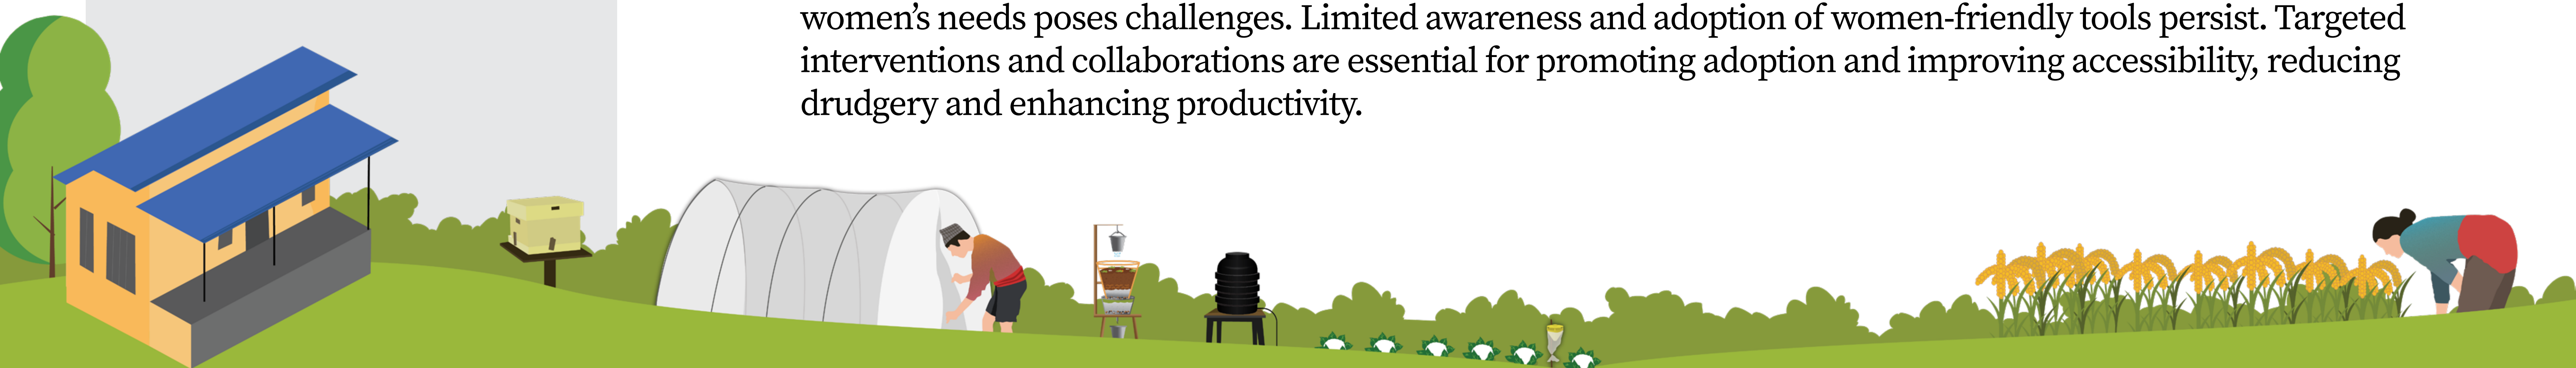 women’s needs poses challenges. Limited awareness and adoption of women-friendly tools persist. Targeted
interventions and collaborations are essential for promoting adoption and improving accessibility, reducing
drudgery and enhancing productivity.